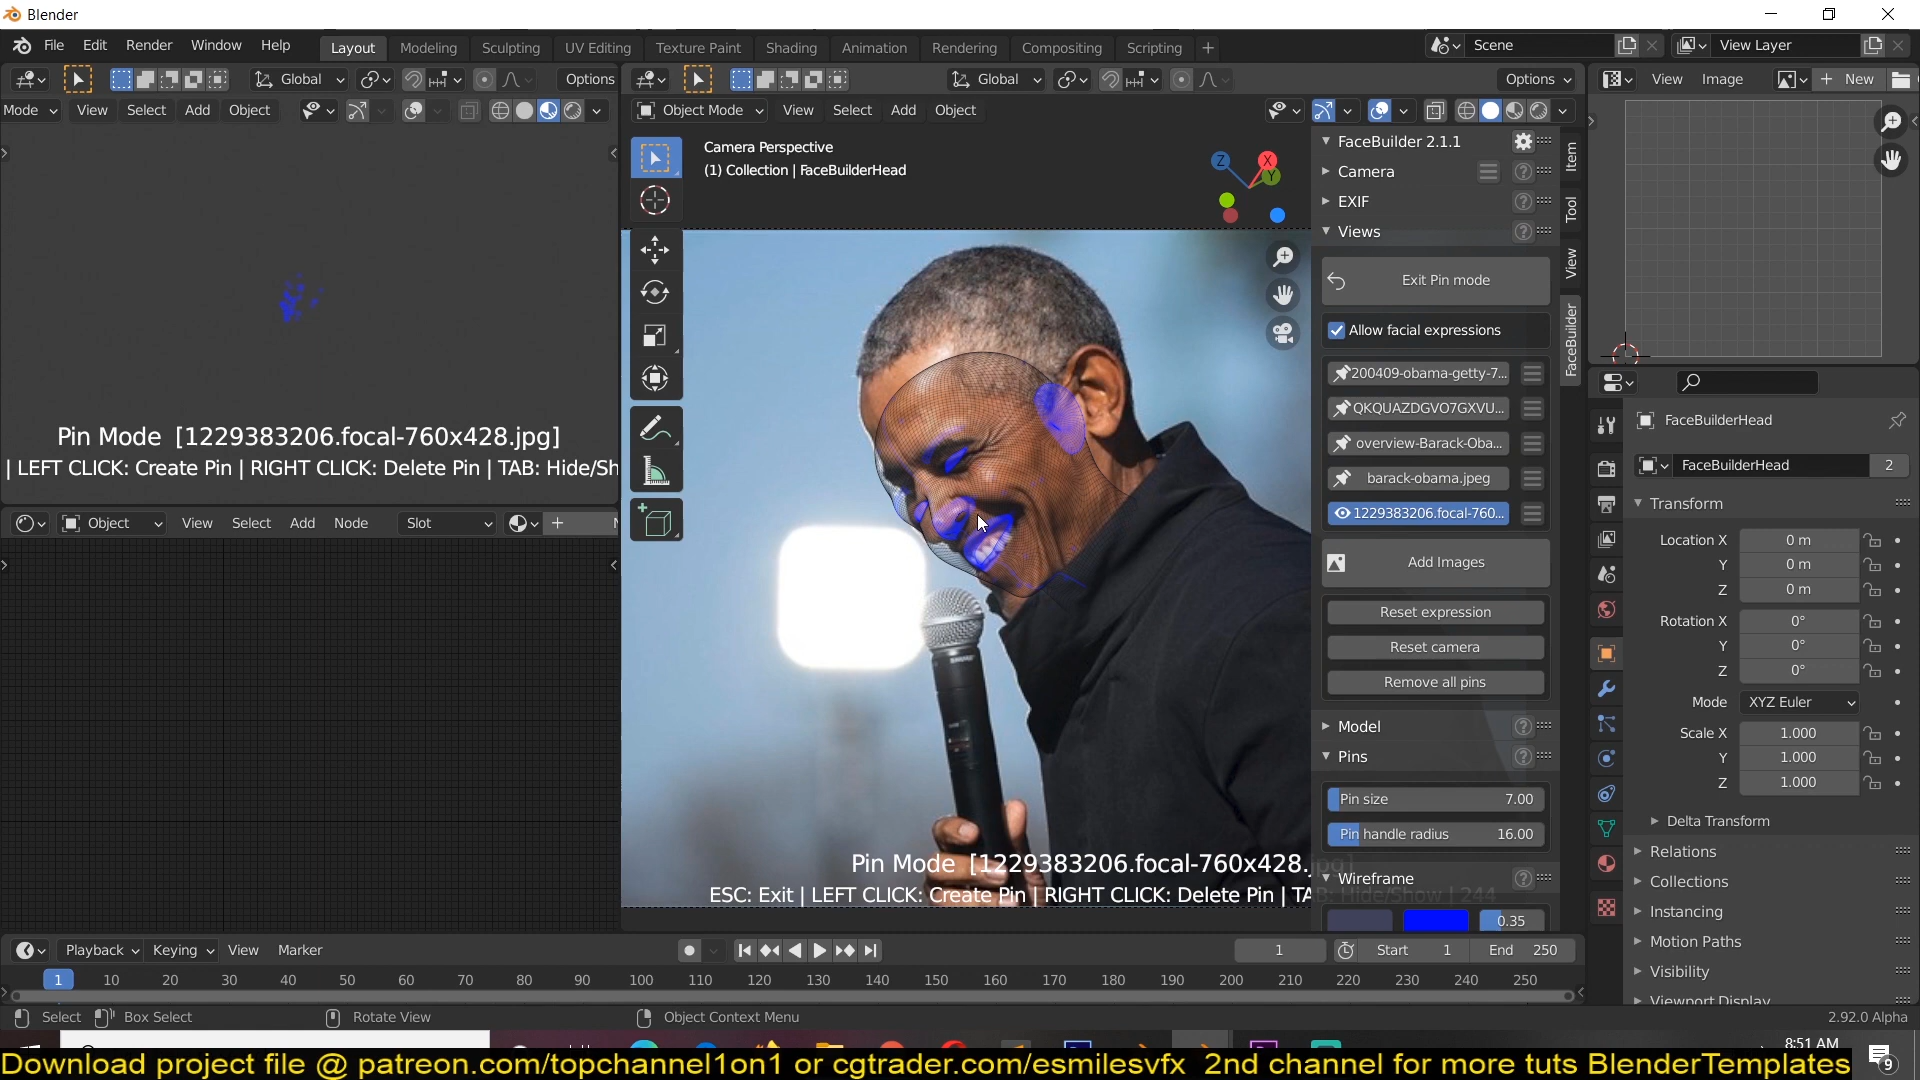 Blender
File Edit Render Window Help Layout Modeling Sculpting UV Editing Texture Paint Shading Animation Rendering Compositing Scripting + Scene View Layer
Global Options Global Options View Image New
Mode View Select Add Object Object Mode View Select Add Object
Camera Perspective
(1) Collection | FaceBuilderHead
Z X Y
FaceBuilder 2.1.1
Camera
EXIF
Views
Exit Pin mode
Allow facial expressions
200409-obama-getty-7...
QKQUAZDGVO7GXVU...
overview-Barack-Oba...
barack-obama.jpeg
1229383206.focal-760...
Add Images
Reset expression
Reset camera
Remove all pins
Model
Pins
Pin size 7.00
Pin handle radius 16.00
Wireframe
0.35
Item
Tool
View
FaceBuilder
Pin Mode [1229383206.focal-760x428.jpg]
| LEFT CLICK: Create Pin | RIGHT CLICK: Delete Pin | TAB: Hide/Sh
Object View Select Add Node Slot
Pin Mode [1229383206.focal-760x428.jpg]
ESC: Exit | LEFT CLICK: Create Pin | RIGHT CLICK: Delete Pin | TAB: Hide/Show | 244
FaceBuilderHead
FaceBuilderHead 2
Transform
Location X 0 m
Y 0 m
Z 0 m
Rotation X 0°
Y 0°
Z 0°
Mode XYZ Euler
Scale X 1.000
Y 1.000
Z 1.000
Delta Transform
Relations
Collections
Instancing
Motion Paths
Visibility
Viewport Display
Playback Keying View Marker 1 Start 1 End 250
1 10 20 30 40 50 60 70 80 90 100 110 120 130 140 150 160 170 180 190 200 210 220 230 240 250
Select Box Select Rotate View Object Context Menu 2.92.0 Alpha
8:51 AM
9
Download project file @ patreon.com/topchannel1on1 or cgtrader.com/esmilesvfx 2nd channel for more tuts BlenderTemplates